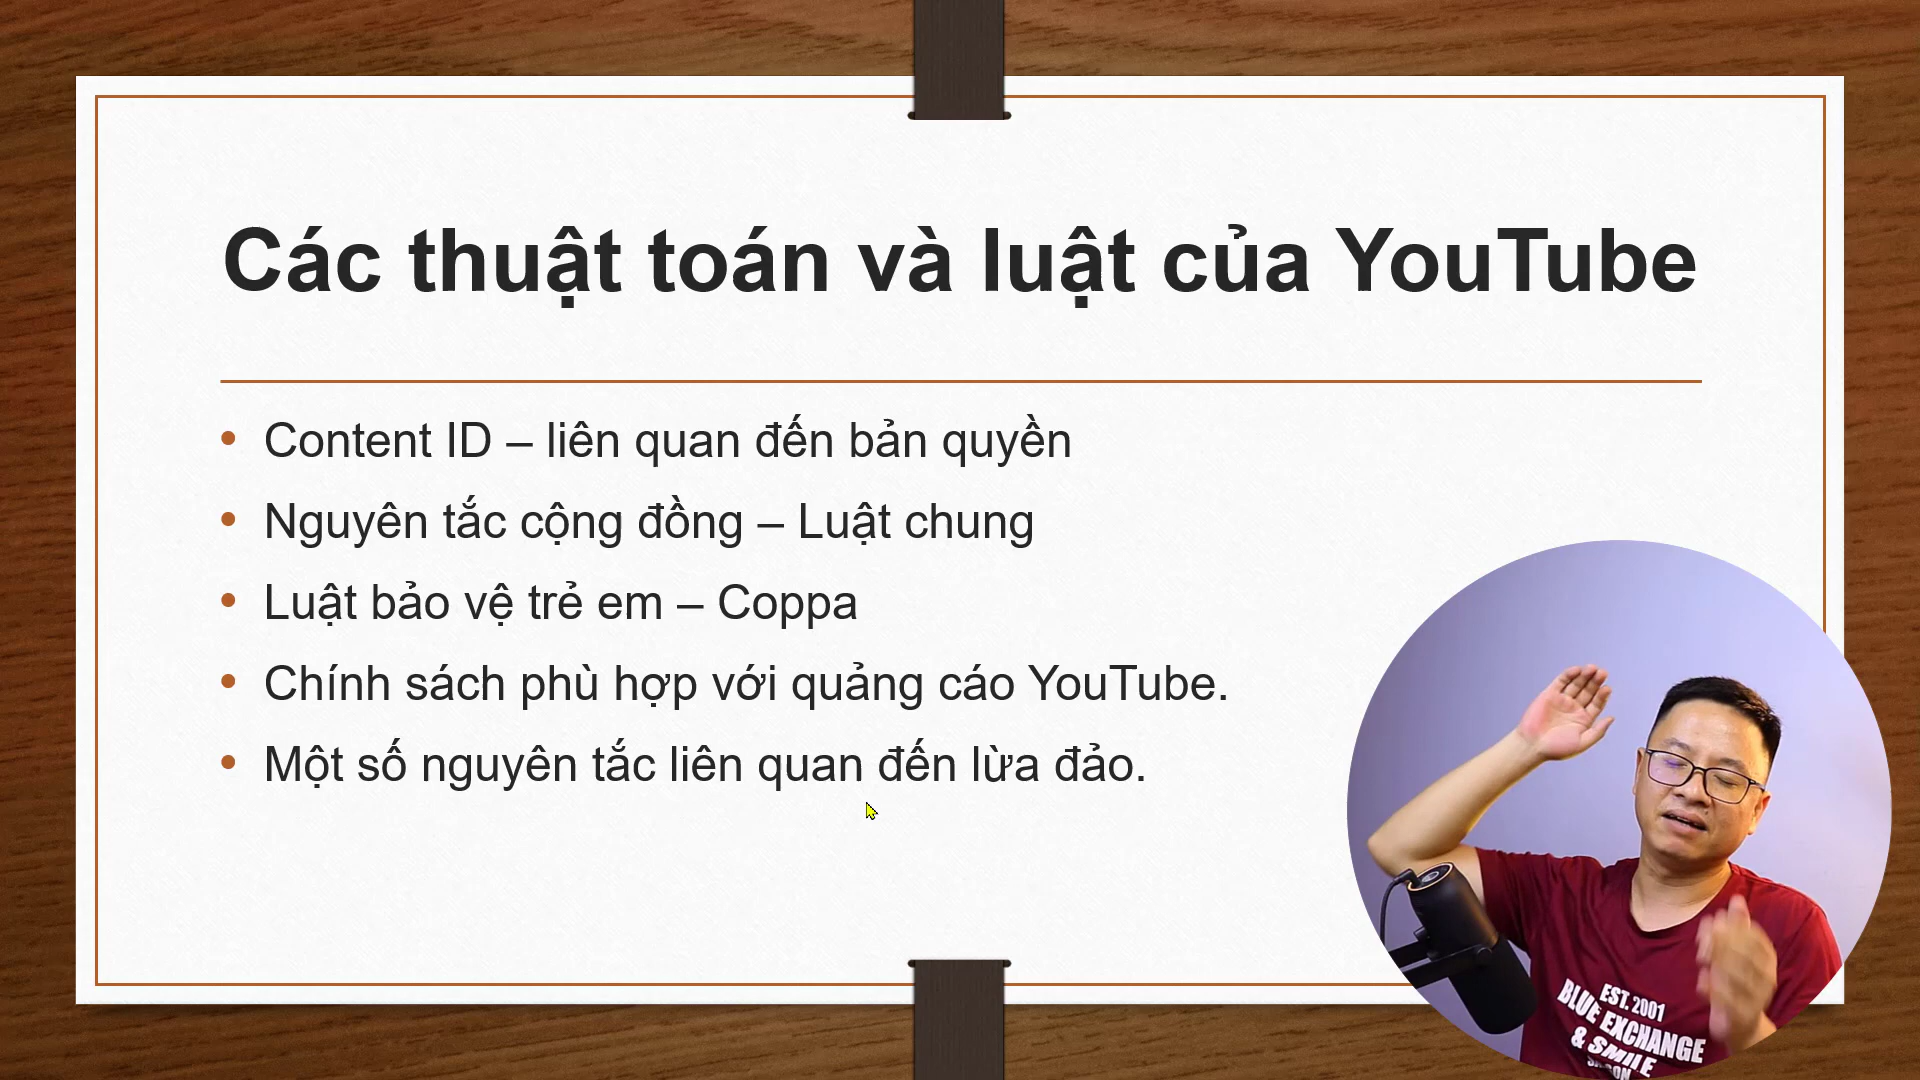 Các thuật toán và luật của YouTube
• Content ID – liên quan đến bản quyền
• Nguyên tắc cộng đồng – Luật chung
• Luật bảo vệ trẻ em – Coppa
• Chính sách phù hợp với quảng cáo YouTube.
• Một số nguyên tắc liên quan đến lừa đảo.
EST. 2001
BLUE EXCHANGE
& SMILE